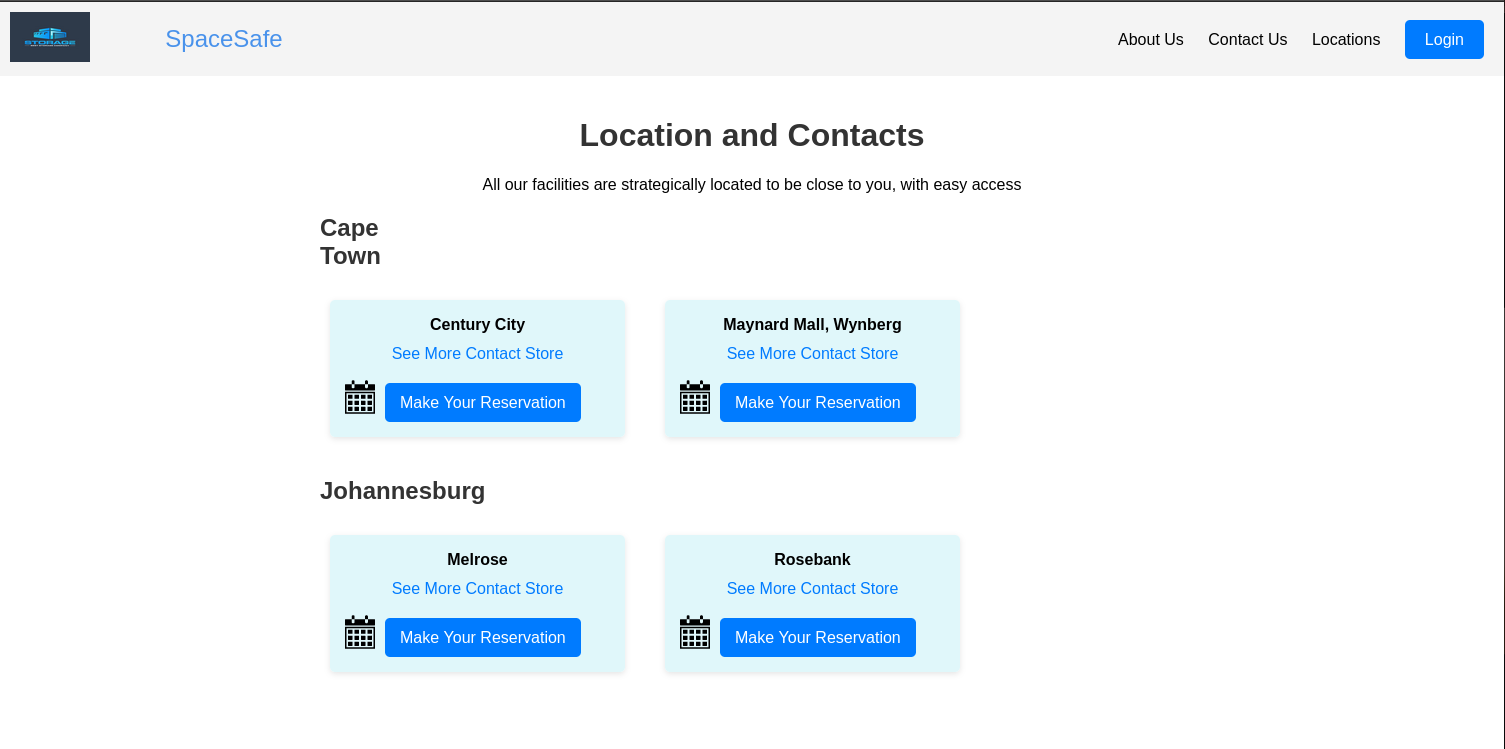 STORAGE
SpaceSafe
About Us Contact Us Locations Login
Location and Contacts
All our facilities are strategically located to be close to you, with easy access
Cape
Town
Century City
See More Contact Store
Make Your Reservation
Maynard Mall, Wynberg
See More Contact Store
Make Your Reservation
Johannesburg
Melrose
See More Contact Store
Make Your Reservation
Rosebank
See More Contact Store
Make Your Reservation